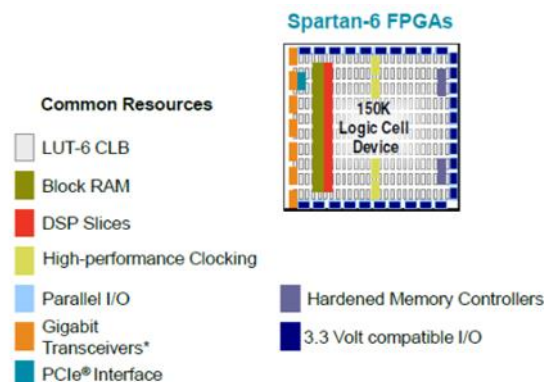 Spartan-6 FPGAs
150K
Logic Cell
Device
Common Resources
LUT-6 CLB
Block RAM
DSP Slices
High-performance Clocking
Parallel I/O
Gigabit
Transceivers*
PCIe® Interface
Hardened Memory Controllers
3.3 Volt compatible I/O